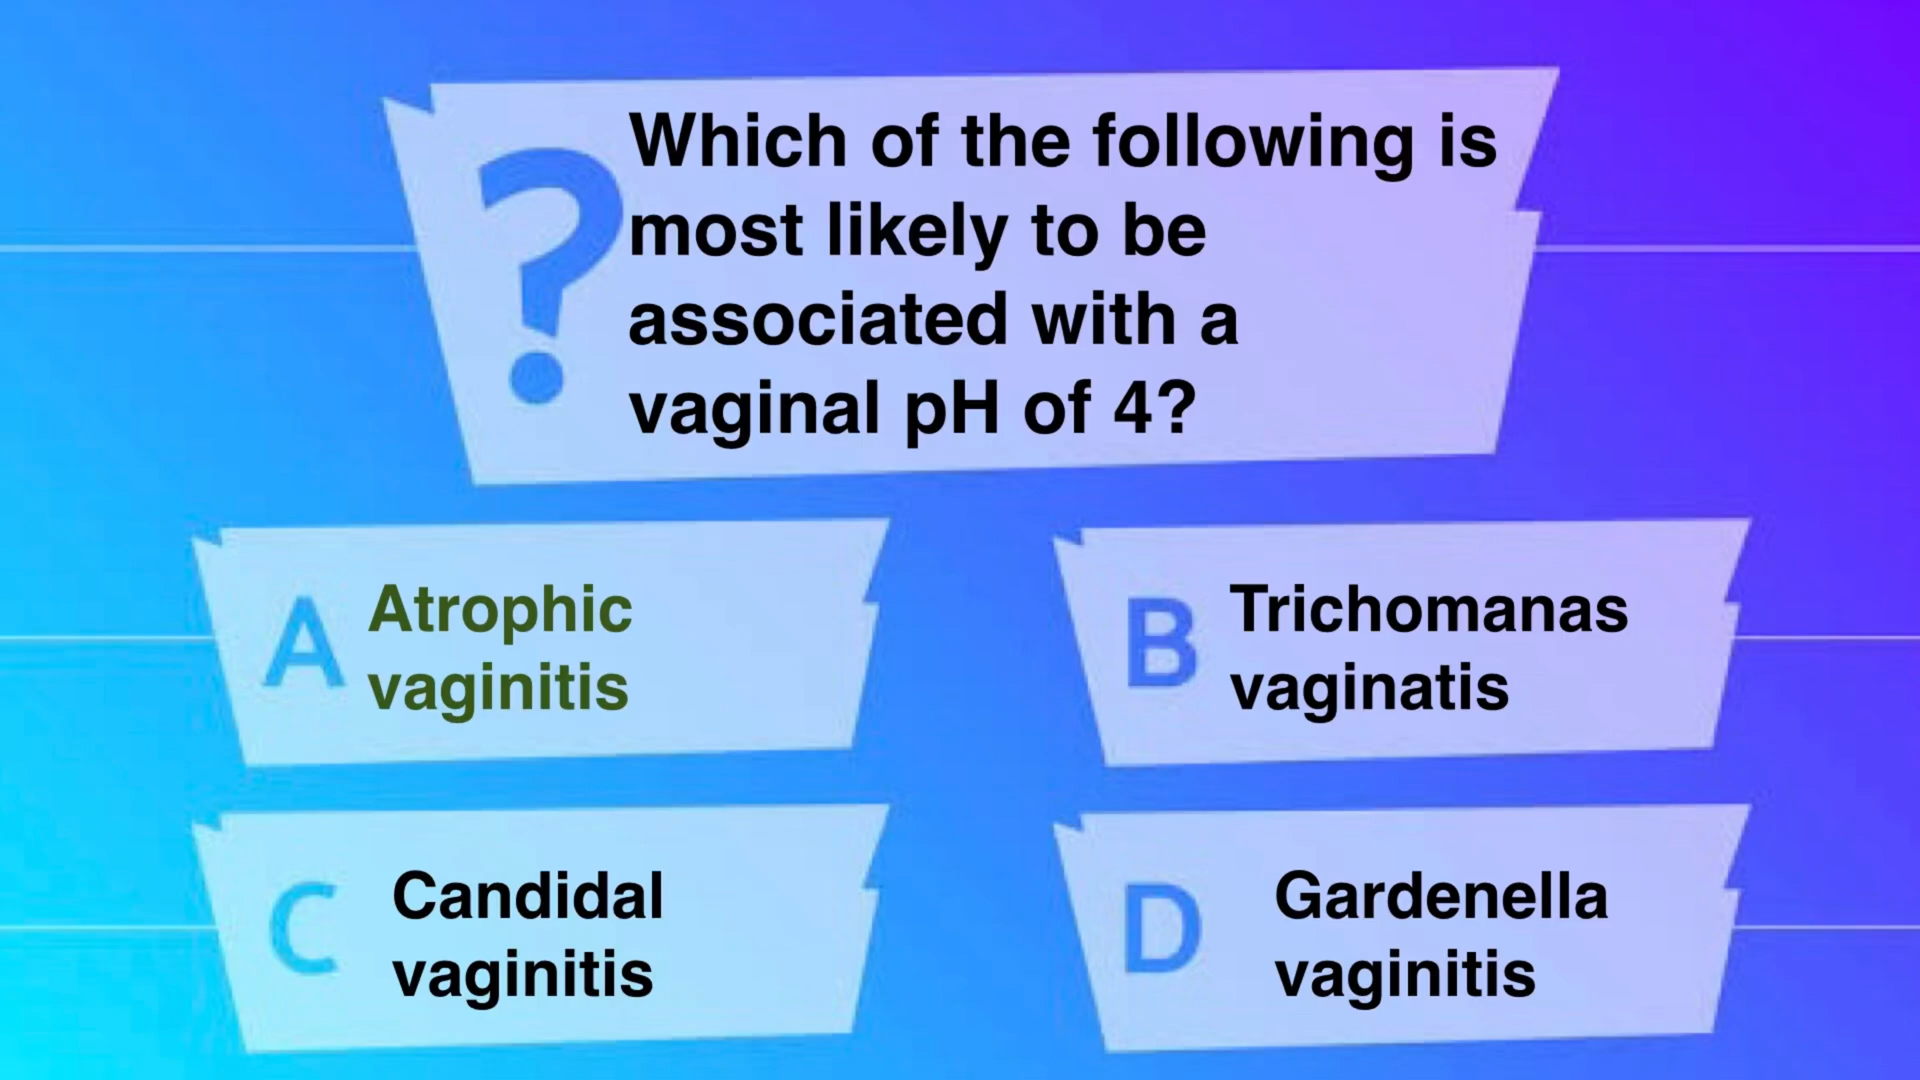 ?
Which of the following is
most likely to be
associated with a
vaginal pH of 4?
A
Atrophic
vaginitis
B
Trichomanas
vaginatis
C
Candidal
vaginitis
D
Gardenella
vaginitis